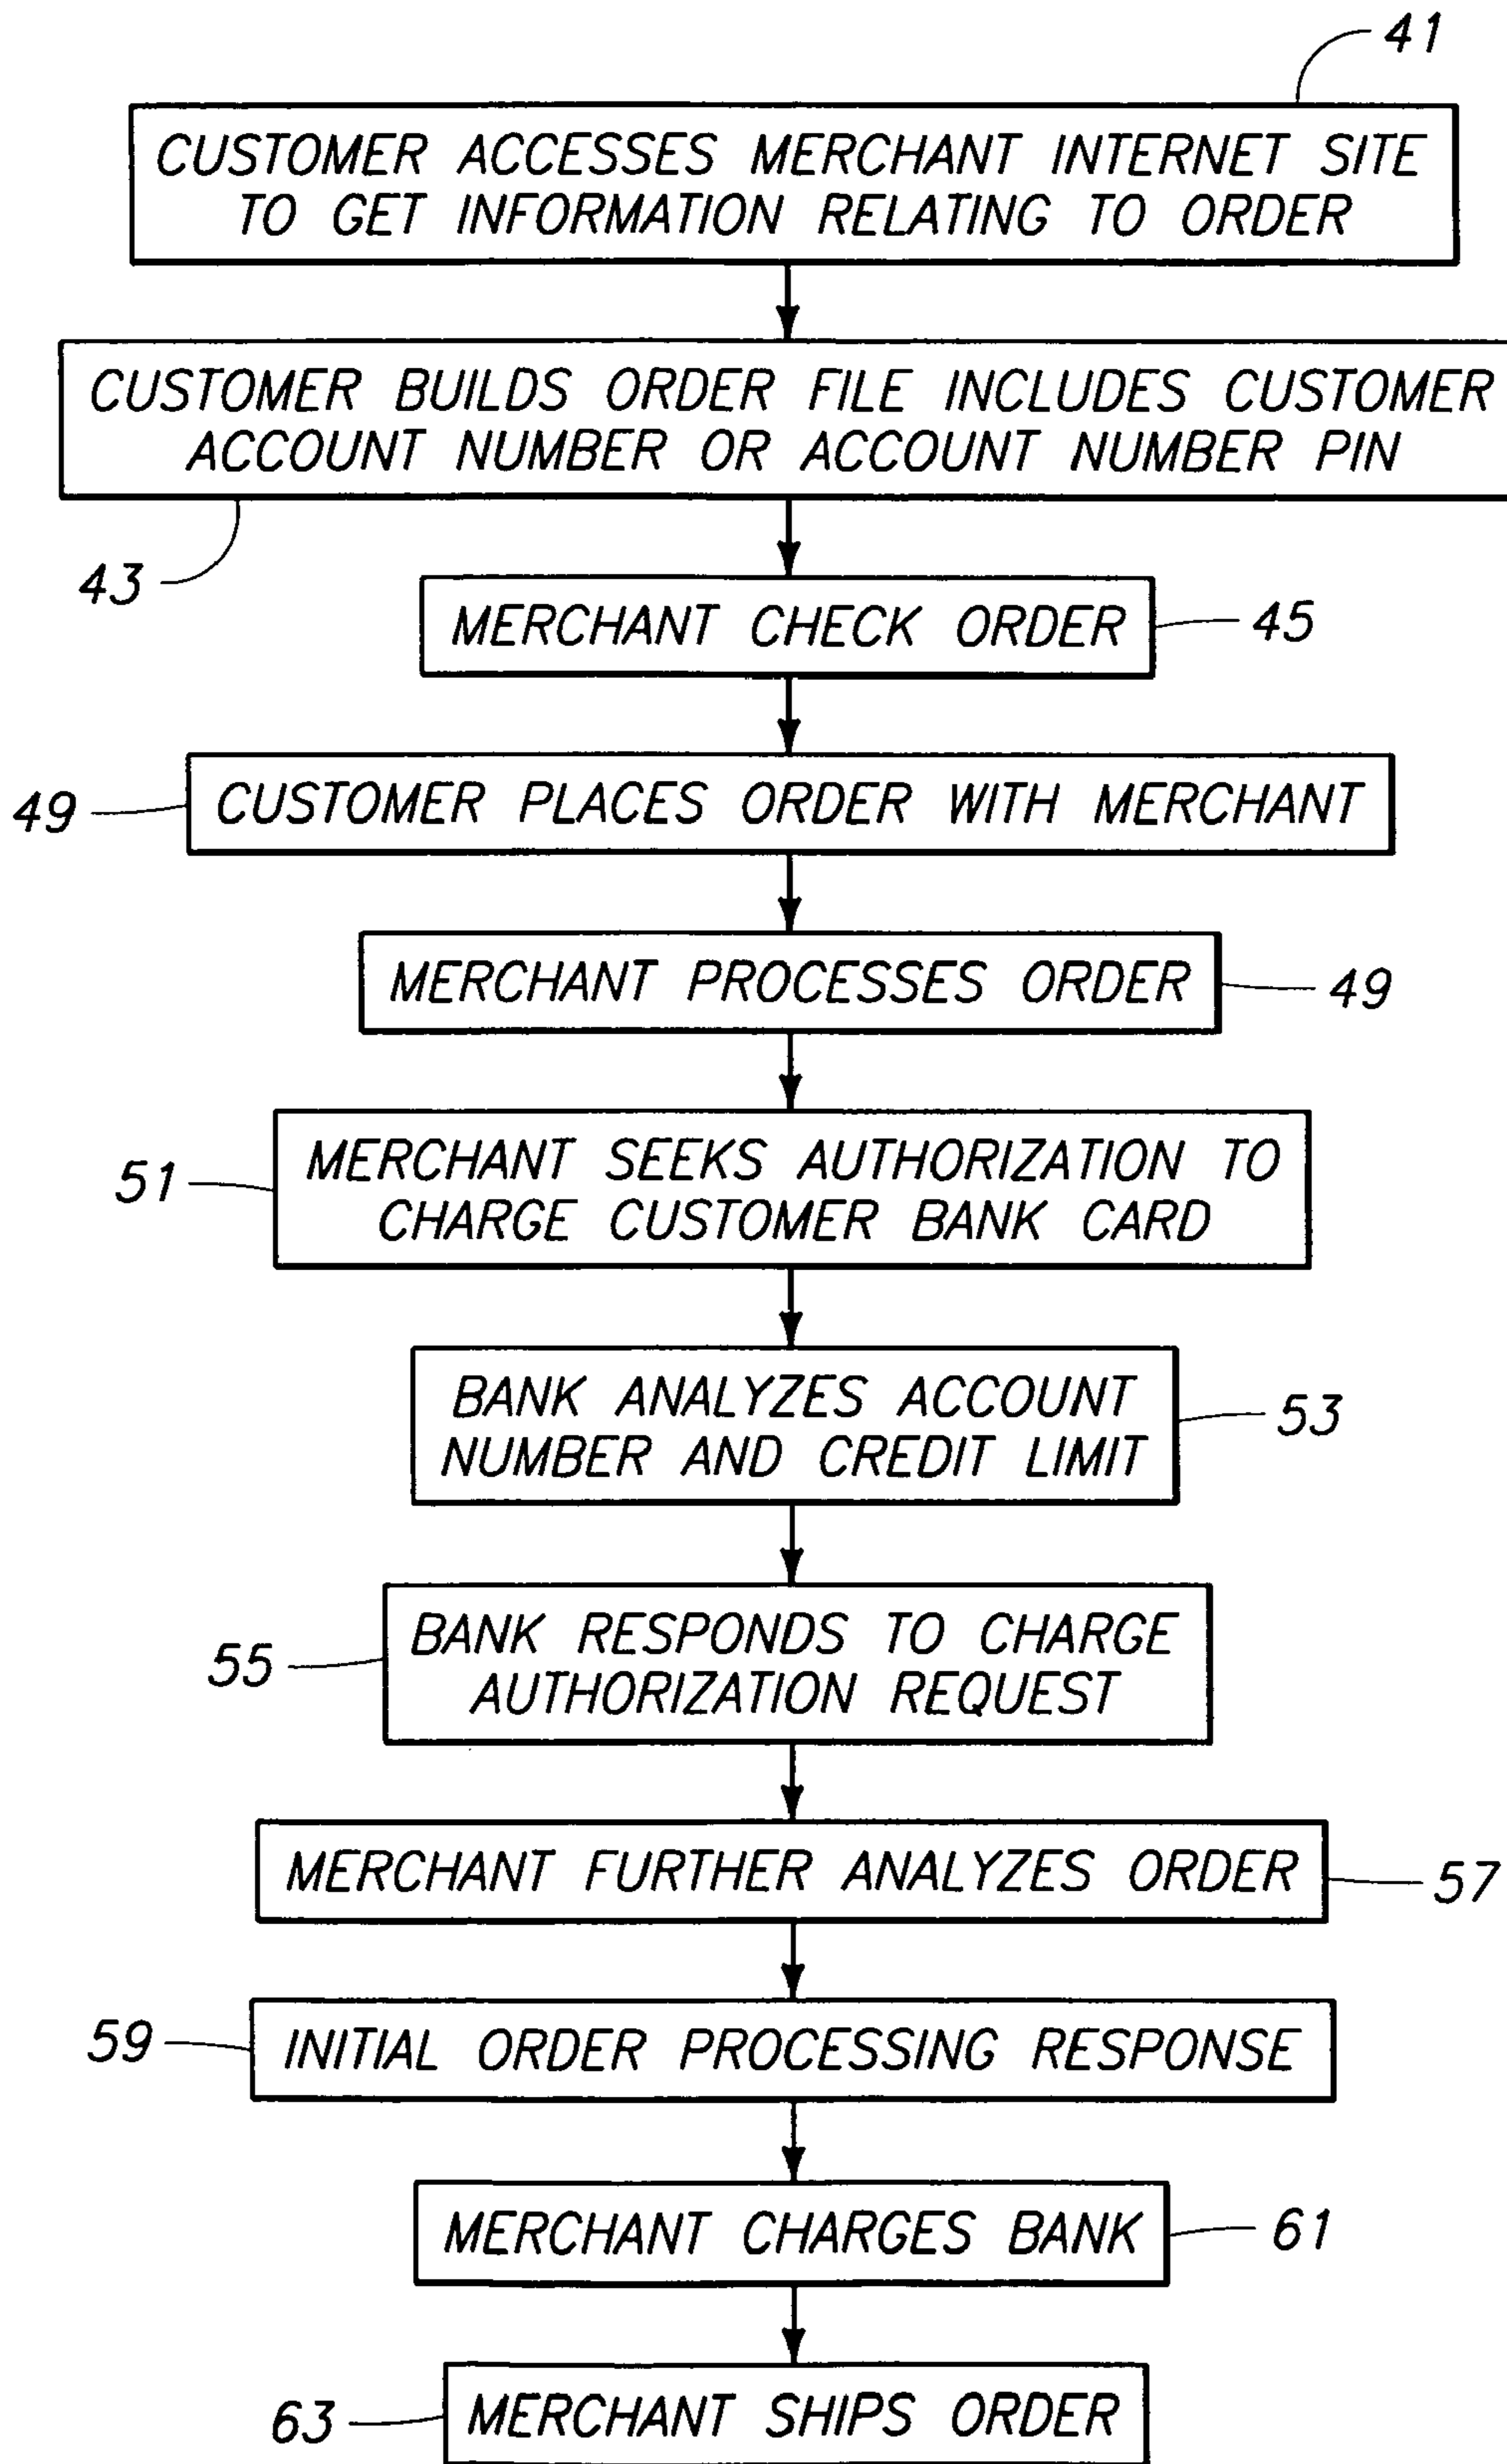 41
CUSTOMER ACCESSES MERCHANT INTERNET SITE
TO GET INFORMATION RELATING TO ORDER
CUSTOMER BUILDS ORDER FILE INCLUDES CUSTOMER
ACCOUNT NUMBER OR ACCOUNT NUMBER PIN
43
MERCHANT CHECK ORDER
45
49
CUSTOMER PLACES ORDER WITH MERCHANT
MERCHANT PROCESSES ORDER
49
51
MERCHANT SEEKS AUTHORIZATION TO
CHARGE CUSTOMER BANK CARD
BANK ANALYZES ACCOUNT
NUMBER AND CREDIT LIMIT
53
55
BANK RESPONDS TO CHARGE
AUTHORIZATION REQUEST
MERCHANT FURTHER ANALYZES ORDER
57
59
INITIAL ORDER PROCESSING RESPONSE
MERCHANT CHARGES BANK
61
63
MERCHANT SHIPS ORDER